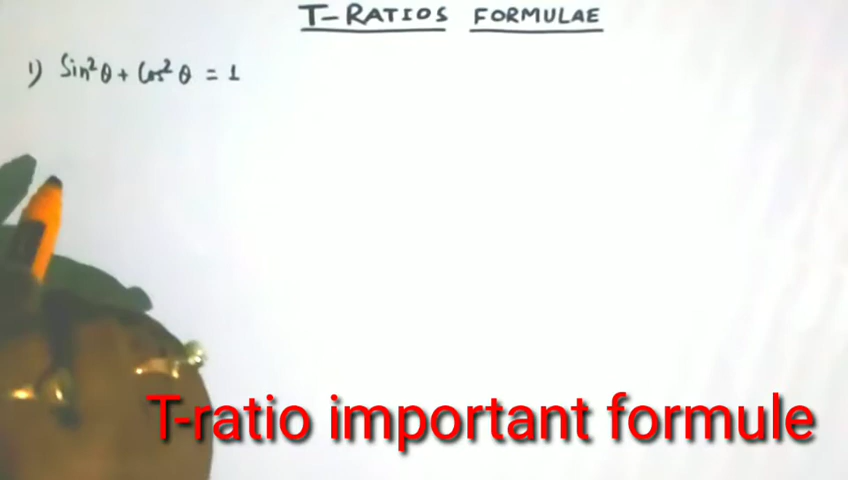 T-RATIOS FORMULAE
1) Sin²θ + Cos²θ = 1
T-ratio important formule